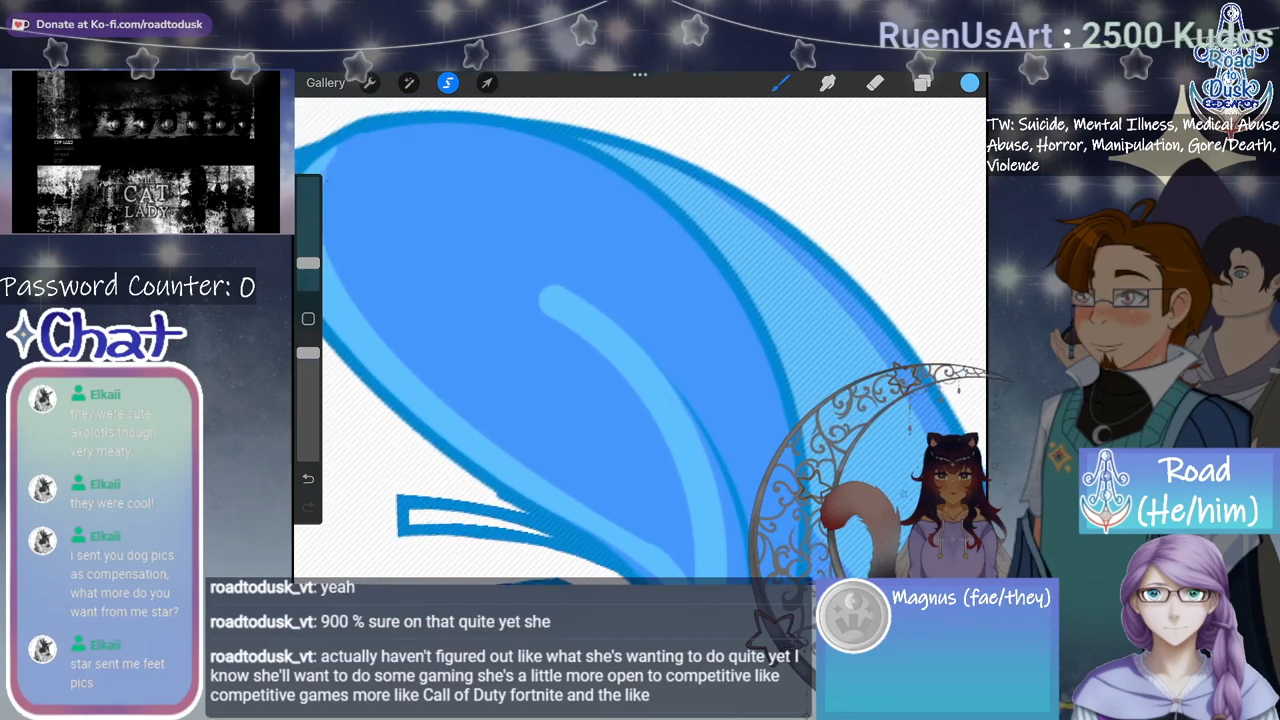 Donate at Ko-fi.com/roadtodusk
RuenUsArt : 2500 Kudos
Road
to
Dusk
Gallery
Tw: Suicide, Mental Illness, Medical Abuse
Abuse, Horror, Manipulation, Gore/Death,
Violence
THE
CAT
LADY
Password Counter: 0
Chat
Elkaii
they were cute
axolotls though
very meaty
Elkaii
they were cool!
Elkaii
i sent you dog pics
as compensation,
what more do you
want from me star?
Elkaii
star sent me feet
pics
roadtodusk_vt: yeah
roadtodusk_vt: 900 % sure on that quite yet she
roadtodusk_vt: actually haven't figured out like what she's wanting to do quite yet I
know she'll want to do some gaming she's a little more open to competitive like
competitive games more like Call of Duty fortnite and the like
Magnus (fae/they)
Road
(He/him)